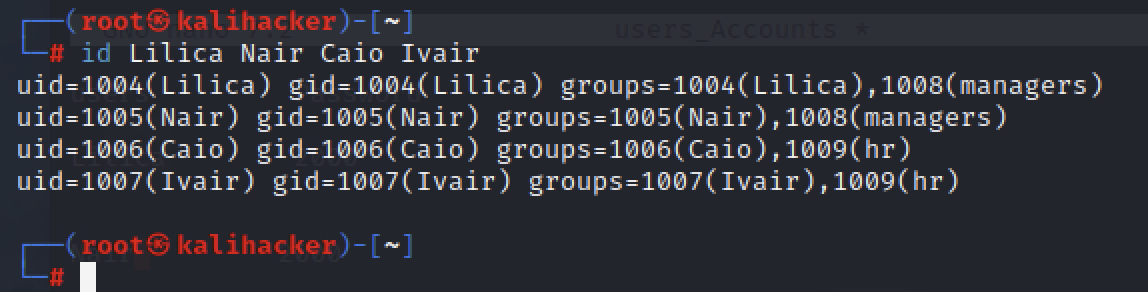 ┌──(root㉿kalihacker)-[~]
└─# id Lilica Nair Caio Ivair
uid=1004(Lilica) gid=1004(Lilica) groups=1004(Lilica),1008(managers)
uid=1005(Nair) gid=1005(Nair) groups=1005(Nair),1008(managers)
uid=1006(Caio) gid=1006(Caio) groups=1006(Caio),1009(hr)
uid=1007(Ivair) gid=1007(Ivair) groups=1007(Ivair),1009(hr)
┌──(root㉿kalihacker)-[~]
└─#
users_Accounts *